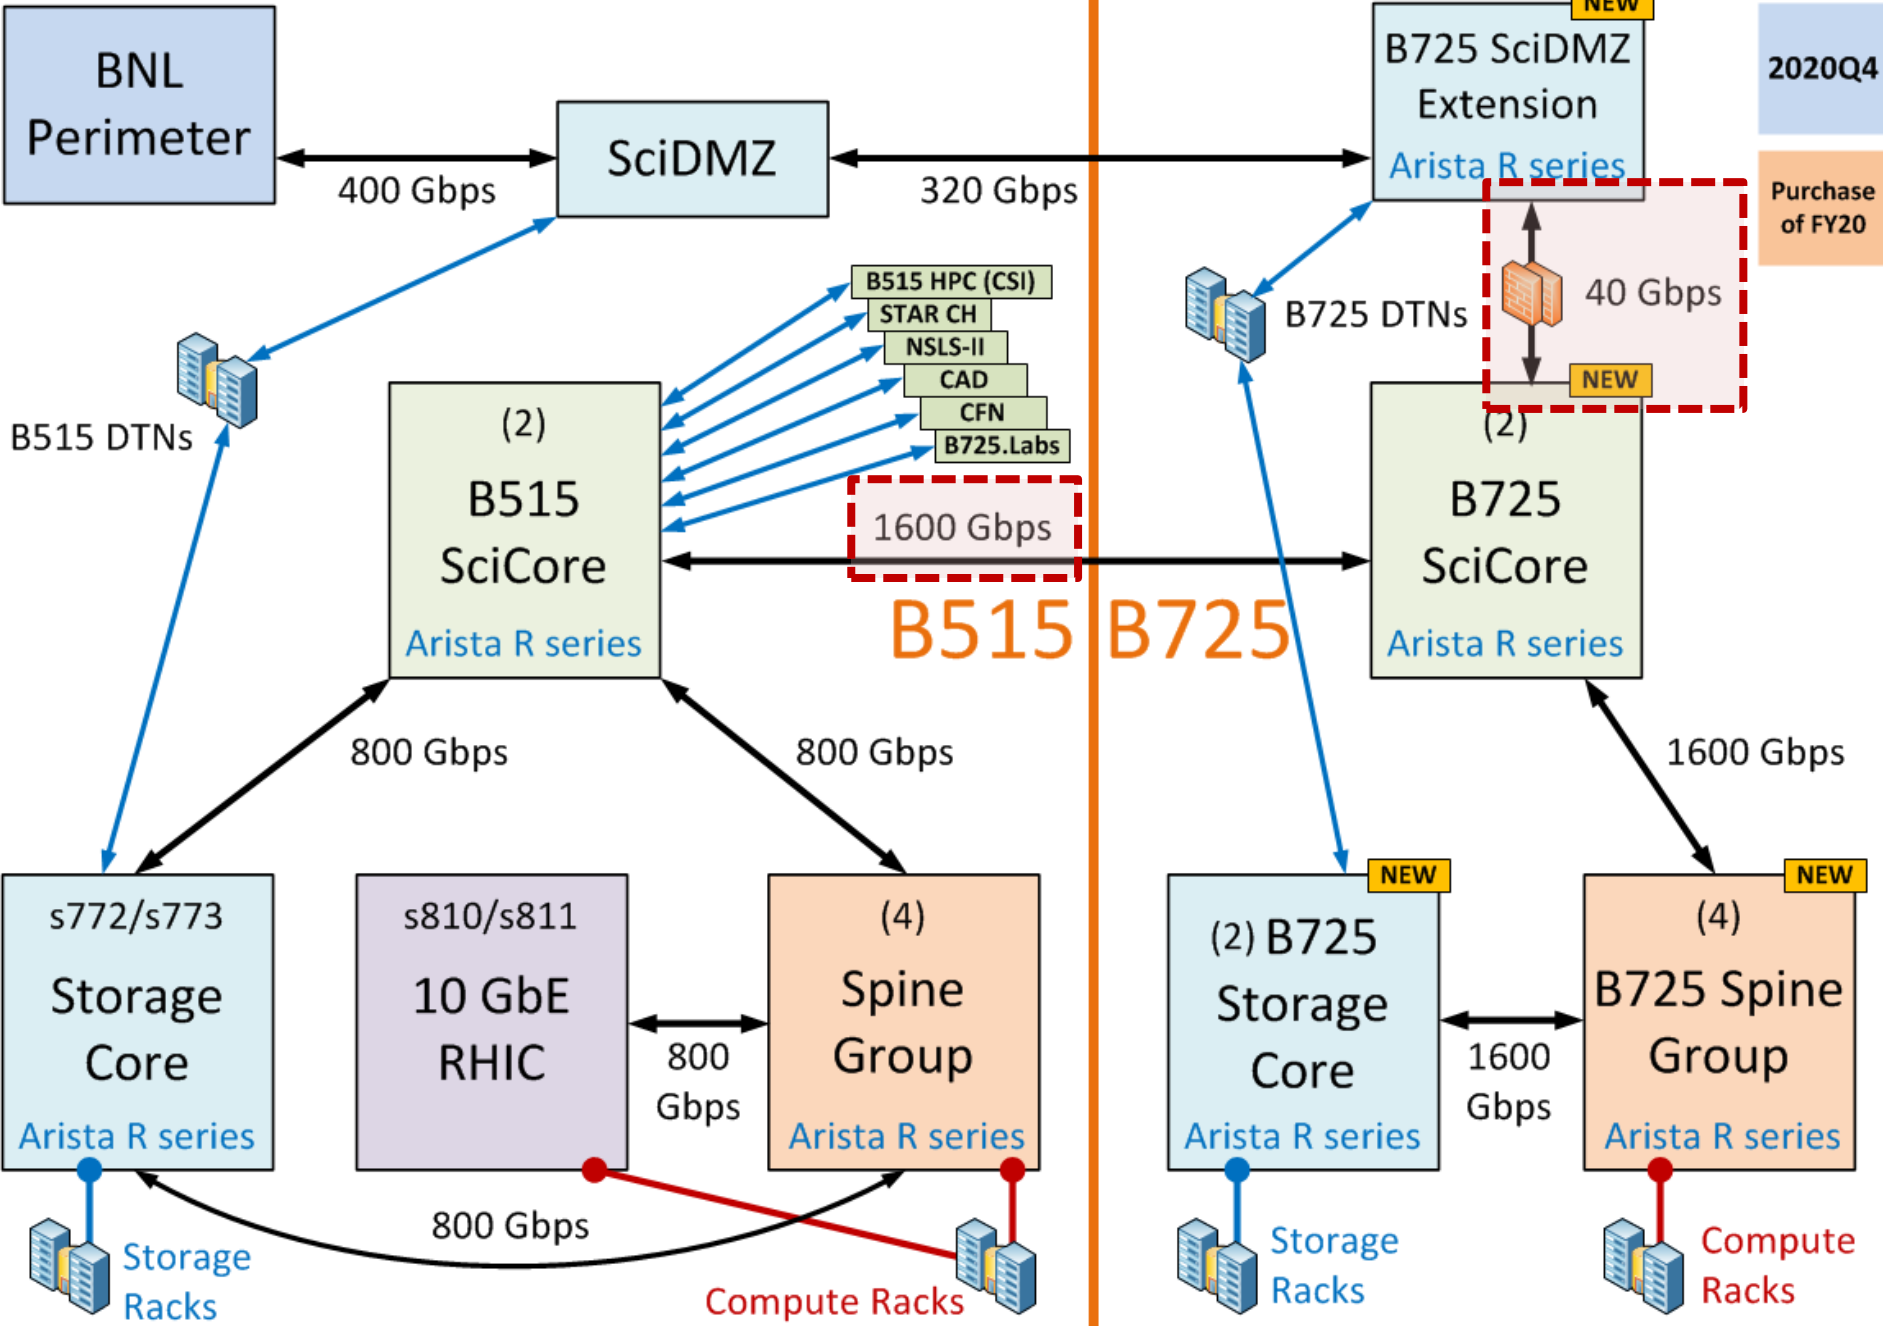 BNL
Perimeter
400 Gbps
SciDMZ
320 Gbps
NEW
B725 SciDMZ
Extension
Arista R series
2020Q4
Purchase
of FY20
40 Gbps
B725 DTNs
B515 DTNs
B515 HPC (CSI)
STAR CH
NSLS-II
CAD
CFN
B725.Labs
1600 Gbps
(2)
B515
SciCore
Arista R series
NEW
(2)
B725
SciCore
Arista R series
B515
B725
800 Gbps
800 Gbps
1600 Gbps
s772/s773
Storage
Core
Arista R series
s810/s811
10 GbE
RHIC
800
Gbps
(4)
Spine
Group
Arista R series
NEW
(2) B725
Storage
Core
Arista R series
1600
Gbps
NEW
(4)
B725 Spine
Group
Arista R series
800 Gbps
Storage
Racks
Compute Racks
Storage
Racks
Compute
Racks